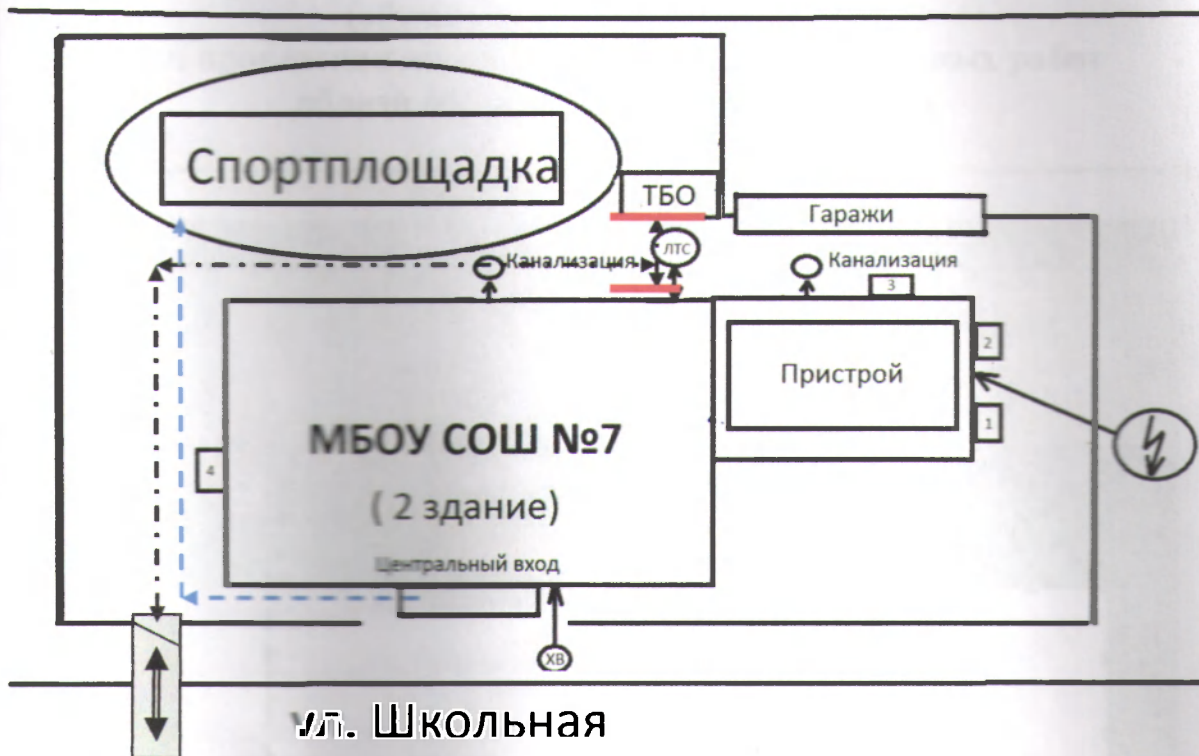 Спортплощадка
ТБО
Гаражи
ЛТС
Канализация
Канализация
3
2
Пристрой
1
МБОУ СОШ №7
4
( 2 здание)
Центральный вход
ХВ
ул. Школьная